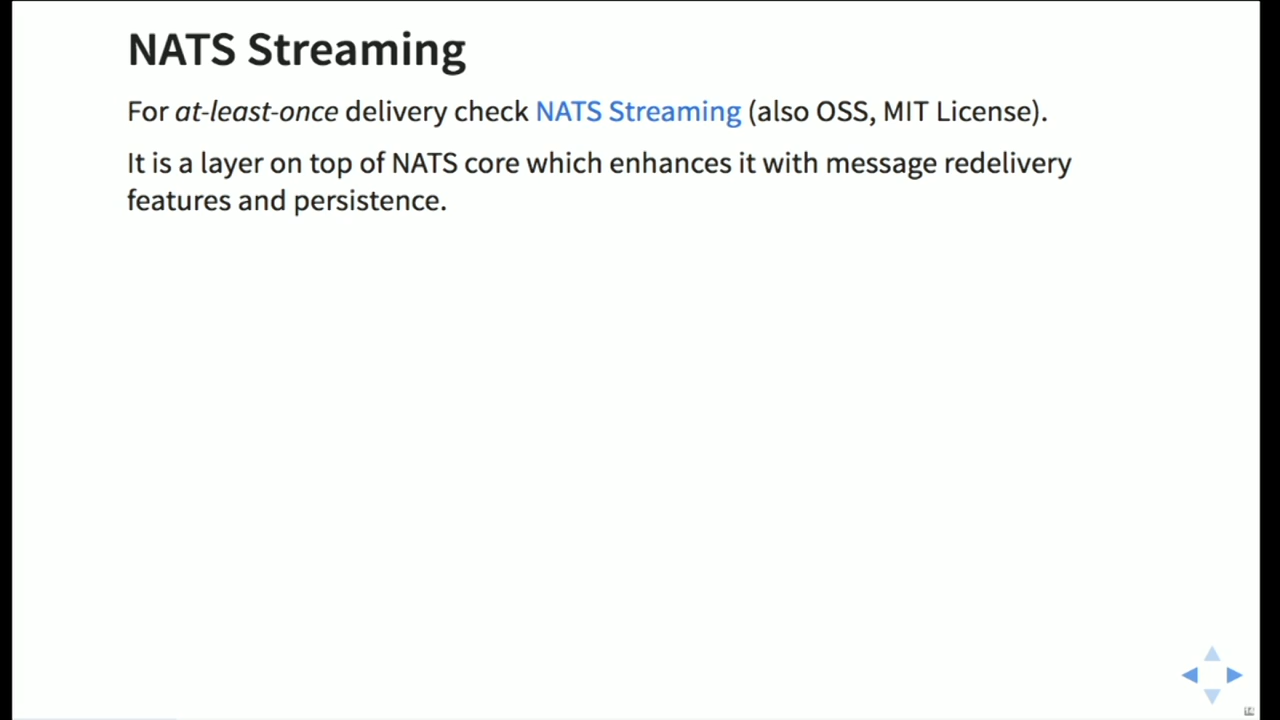 NATS Streaming
For at-least-once delivery check NATS Streaming (also OSS, MIT License).
It is a layer on top of NATS core which enhances it with message redelivery
features and persistence.